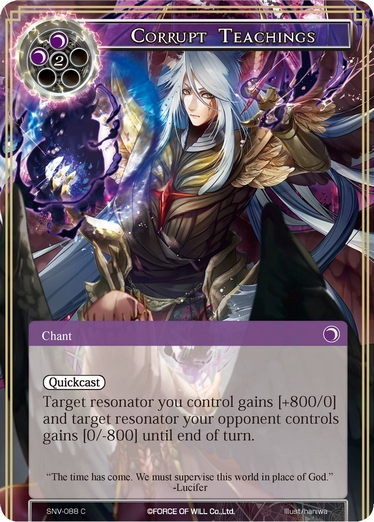 Corrupt Teachings
2
Chant
Quickcast
Target resonator you control gains [+800/0]
and target resonator your opponent controls
gains [0/-800] until end of turn.
“The time has come. We must supervise this world in place of God.”
-Lucifer
SNV-088 C ©FORCE OF WILL Co.,Ltd. Illust/haniwa